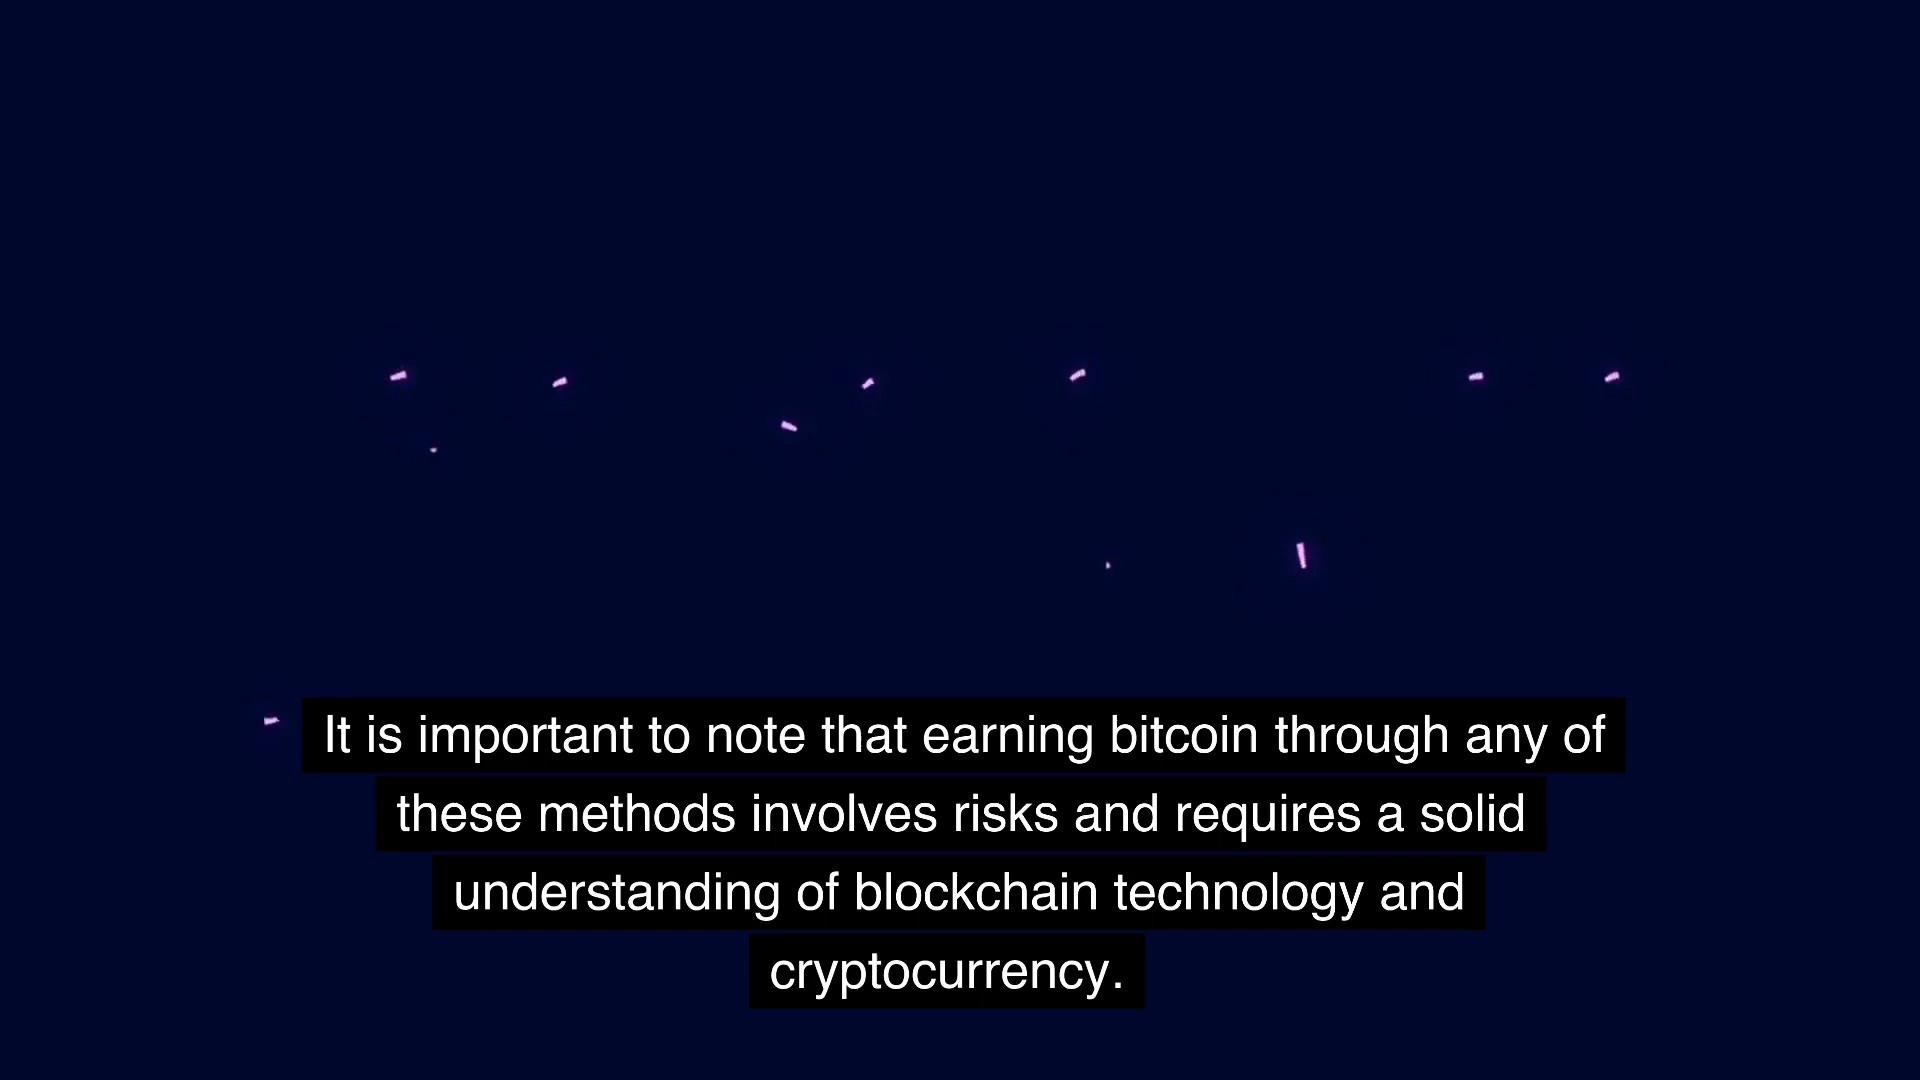 It is important to note that earning bitcoin through any of
these methods involves risks and requires a solid
understanding of blockchain technology and
cryptocurrency.